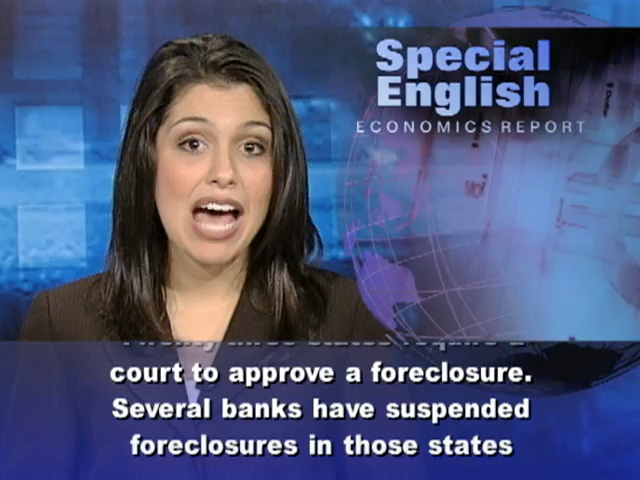 Special
English
ECONOMICS REPORT
court to approve a foreclosure.
Several banks have suspended
foreclosures in those states